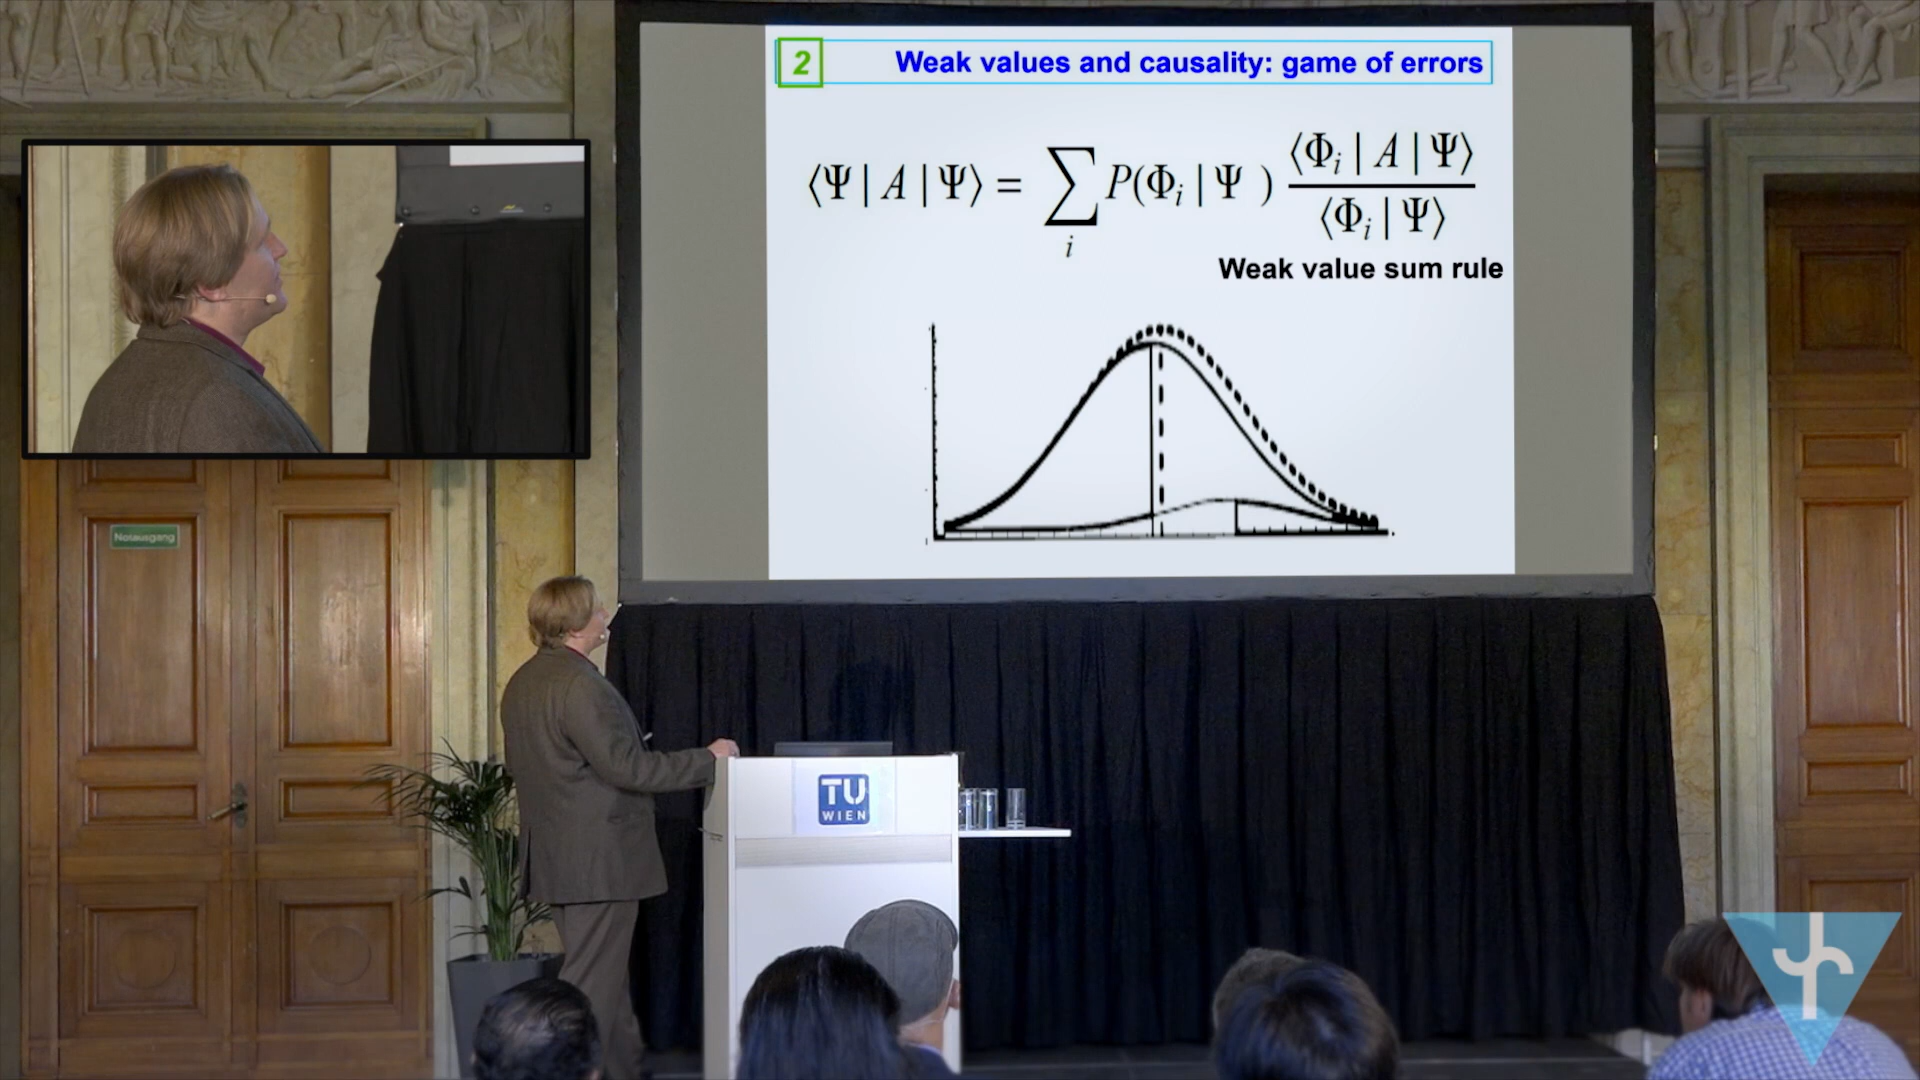 2 Weak values and causality: game of errors
⟨Ψ | A | Ψ⟩ = ∑ᵢ P(Φᵢ | Ψ ) ⟨Φᵢ | A | Ψ⟩ / ⟨Φᵢ | Ψ⟩
Weak value sum rule
Notausgang
TU
WIEN